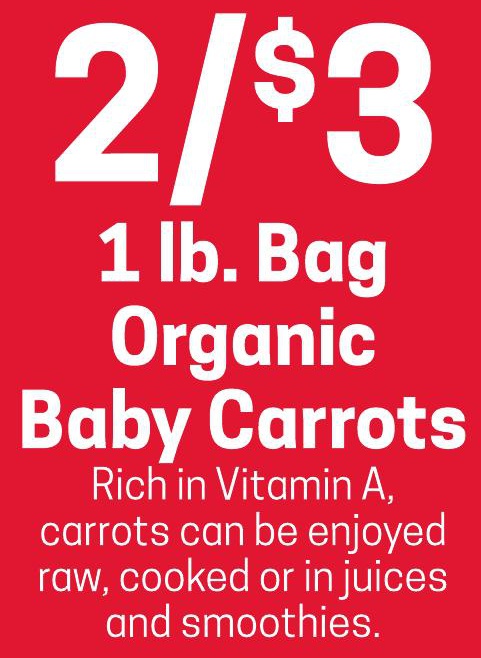 2/$3
1 lb. Bag
Organic
Baby Carrots
Rich in Vitamin A,
carrots can be enjoyed
raw, cooked or in juices
and smoothies.